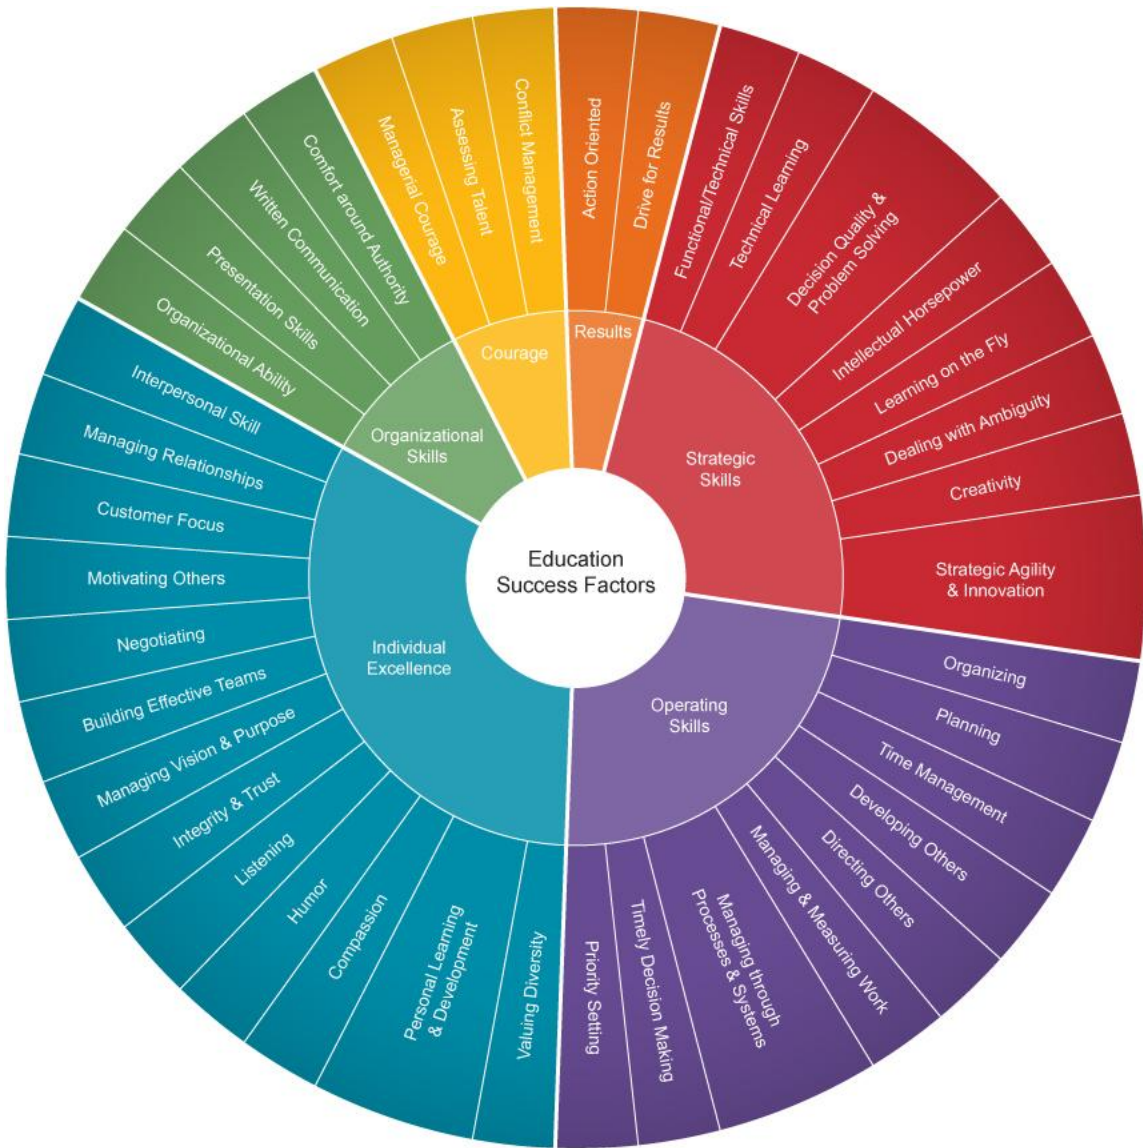 Education
Success Factors
Results
Action Oriented
Drive for Results
Strategic
Skills
Functional/Technical Skills
Technical Learning
Decision Quality &
Problem Solving
Intellectual Horsepower
Learning on the Fly
Dealing with Ambiguity
Creativity
Strategic Agility
& Innovation
Operating
Skills
Organizing
Planning
Time Management
Developing Others
Directing Others
Managing & Measuring Work
Managing through
Processes & Systems
Timely Decision Making
Priority Setting
Individual
Excellence
Valuing Diversity
Personal Learning
& Development
Compassion
Humor
Listening
Integrity & Trust
Managing Vision & Purpose
Building Effective Teams
Negotiating
Motivating Others
Customer Focus
Managing Relationships
Interpersonal Skill
Organizational
Skills
Organizational Ability
Presentation Skills
Written Communication
Comfort around Authority
Courage
Managerial Courage
Assessing Talent
Conflict Management